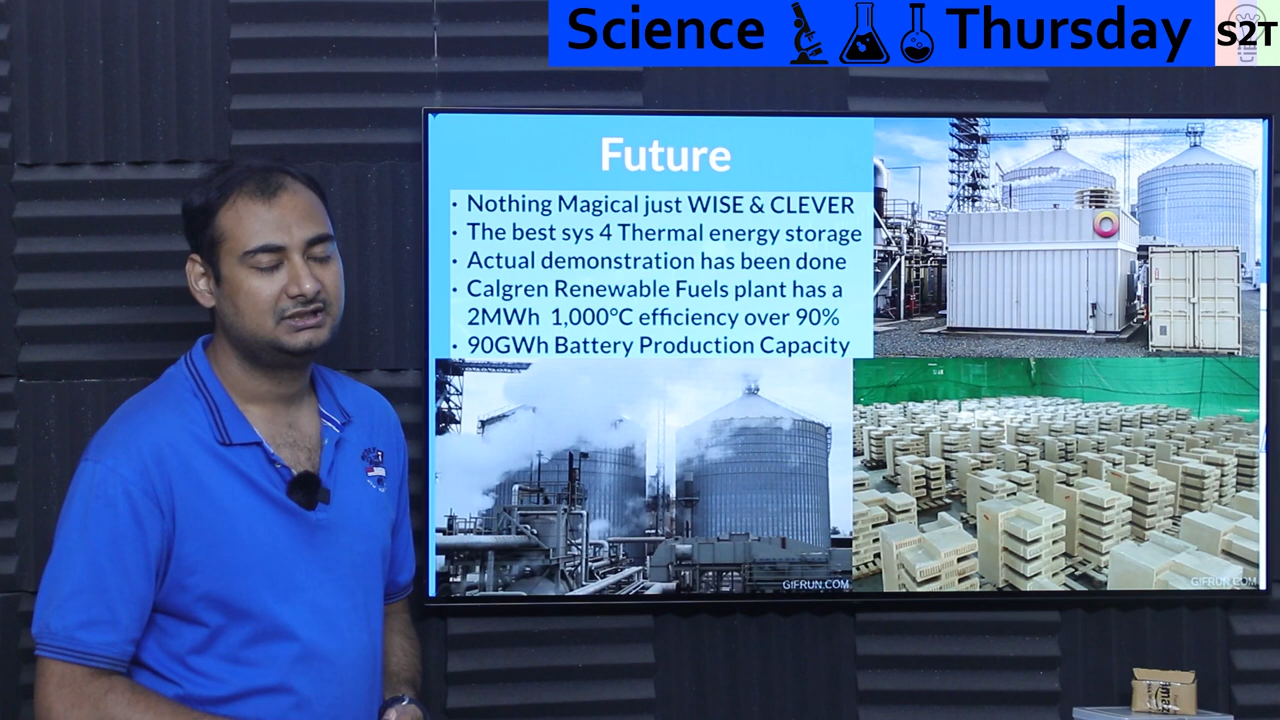 Science Thursday
S2T
Future
• Nothing Magical just WISE & CLEVER
• The best sys 4 Thermal energy storage
• Actual demonstration has been done
• Calgren Renewable Fuels plant has a
2MWh 1,000°C efficiency over 90%
• 90GWh Battery Production Capacity
GIFRUN.COM
GIFRUN.COM